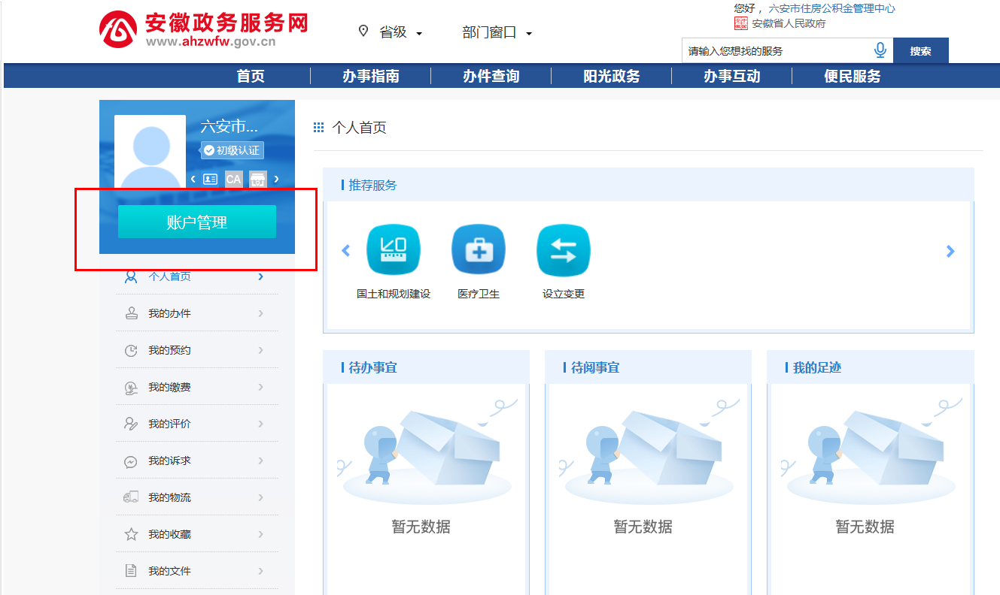 安徽政务服务网
www.ahzwfw.gov.cn
省级
部门窗口
您好 ， 六安市住房公积金管理中心
安徽省人民政府
请输入您想找的服务
搜索
首页
办事指南
办件查询
阳光政务
办事互动
便民服务
六安市...
初级认证
CA
账户管理
个人首页
我的办件
我的预约
我的缴费
我的评价
我的诉求
我的物流
我的收藏
我的文件
个人首页
推荐服务
国土和规划建设
医疗卫生
设立变更
待办事宜
待阅事宜
我的足迹
暂无数据
暂无数据
暂无数据